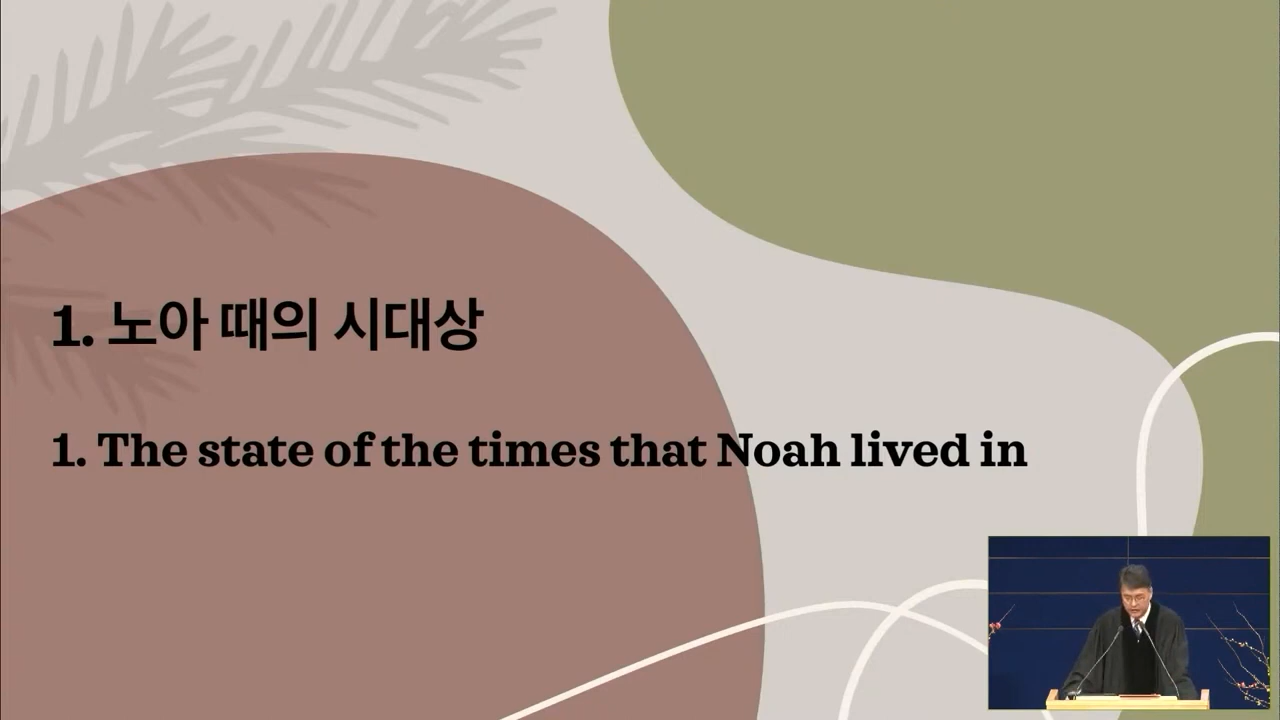 1. 노아 때의 시대상
1. The state of the times that Noah lived in